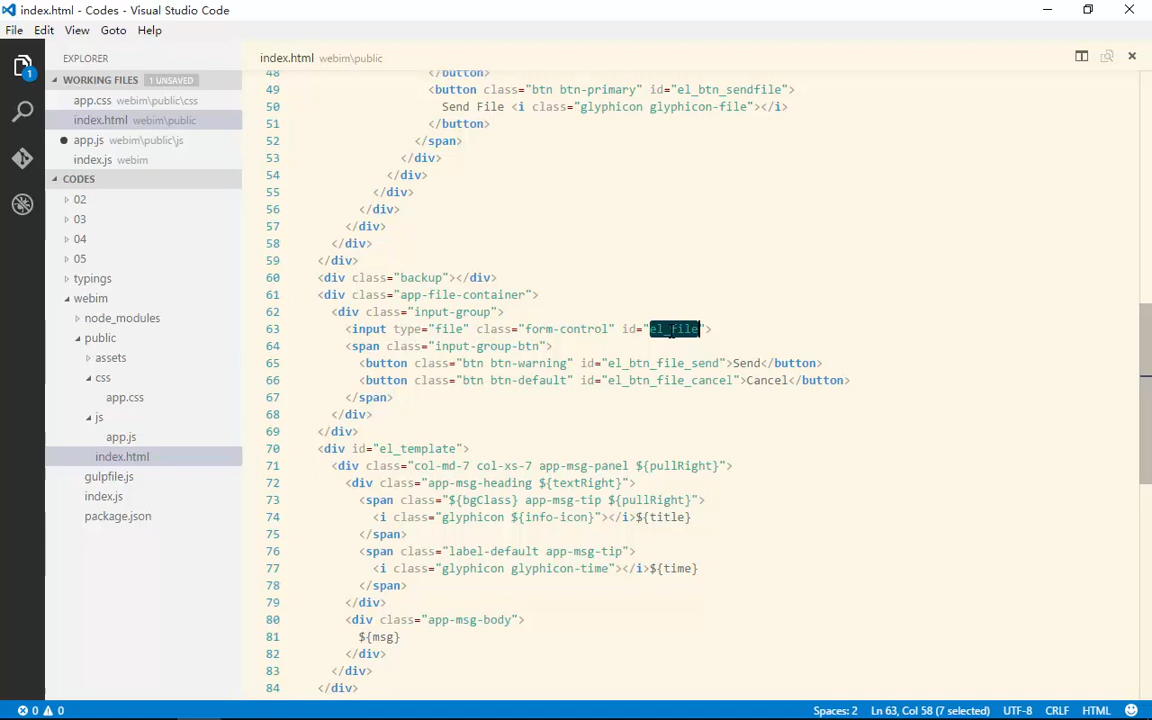 index.html - Codes - Visual Studio Code
File Edit View Goto Help
EXPLORER
WORKING FILES 1 UNSAVED
app.css webim\public\css
index.html webim\public
app.js webim\public\js
index.js webim
CODES
02
03
04
05
typings
webim
node_modules
public
assets
css
app.css
js
app.js
index.html
gulpfile.js
index.js
package.json
1
index.html webim\public
48 </button>
49 <button class="btn btn-primary" id="el_btn_sendfile">
50 Send File <i class="glyphicon glyphicon-file"></i>
51 </button>
52 </span>
53 </div>
54 </div>
55 </div>
56 </div>
57 </div>
58 </div>
59 </div>
60 <div class="backup"></div>
61 <div class="app-file-container">
62 <div class="input-group">
63 <input type="file" class="form-control" id="el_file">
64 <span class="input-group-btn">
65 <button class="btn btn-warning" id="el_btn_file_send">Send</button>
66 <button class="btn btn-default" id="el_btn_file_cancel">Cancel</button>
67 </span>
68 </div>
69 </div>
70 <div id="el_template">
71 <div class="col-md-7 col-xs-7 app-msg-panel ${pullRight}">
72 <div class="app-msg-heading ${textRight}">
73 <span class="${bgClass} app-msg-tip ${pullRight}">
74 <i class="glyphicon ${info-icon}"></i>${title}
75 </span>
76 <span class="label-default app-msg-tip">
77 <i class="glyphicon glyphicon-time"></i>${time}
78 </span>
79 </div>
80 <div class="app-msg-body">
81 ${msg}
82 </div>
83 </div>
84 </div>
0 0
Spaces: 2 Ln 63, Col 58 (7 selected) UTF-8 CRLF HTML